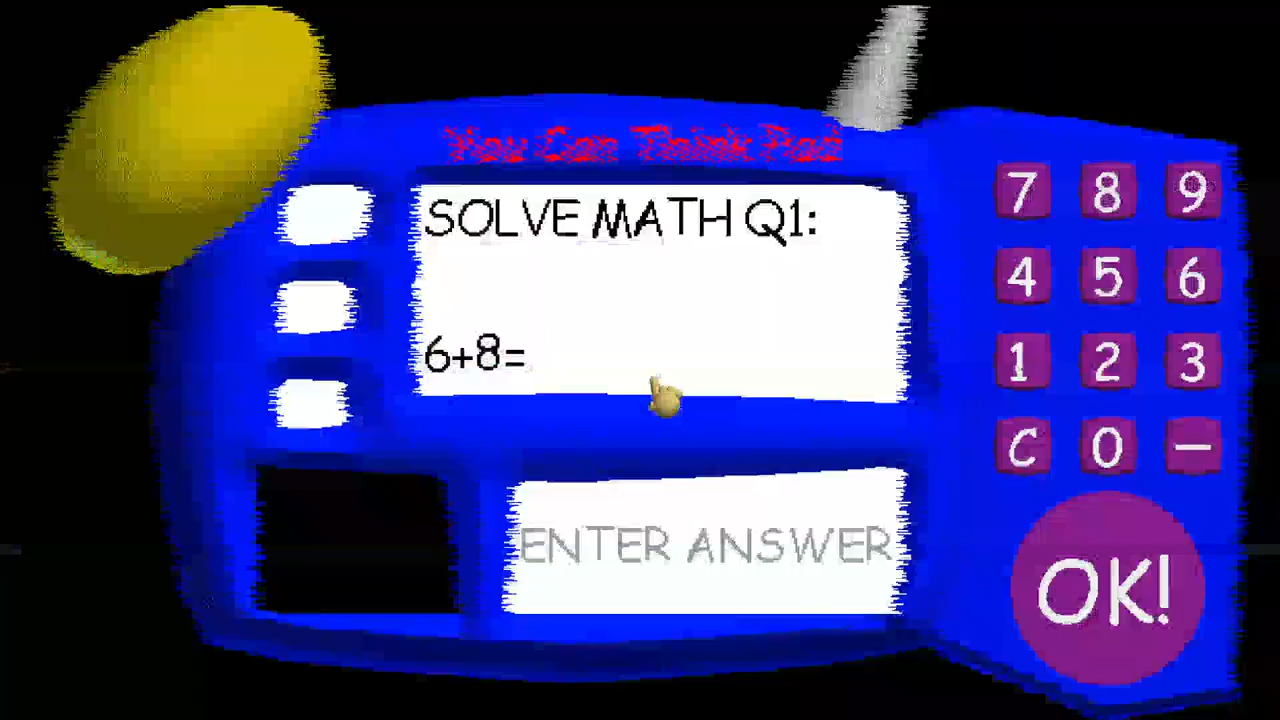 You Can Think Pad
SOLVE MATH Q1:
6+8=
ENTER ANSWER
7 8 9
4 5 6
1 2 3
C 0 –
OK!